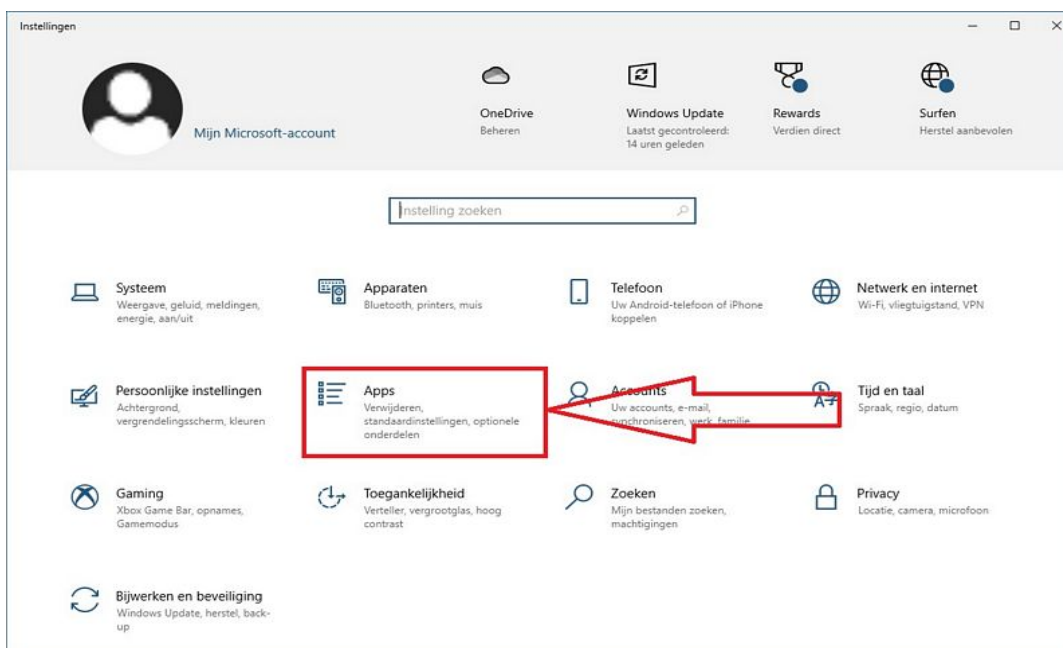 Instellingen
Mijn Microsoft-account
OneDrive
Beheren
Windows Update
Laatst gecontroleerd:
14 uren geleden
Rewards
Verdien direct
Surfen
Herstel aanbevolen
Instelling zoeken
Systeem
Weergave, geluid, meldingen,
energie, aan/uit
Apparaten
Bluetooth, printers, muis
Telefoon
Uw Android-telefoon of iPhone
koppelen
Netwerk en internet
Wi-Fi, vliegtuigstand, VPN
Persoonlijke instellingen
Achtergrond,
vergrendelingsscherm, kleuren
Apps
Verwijderen,
standaardinstellingen, optionele
onderdelen
Accounts
Uw accounts, e-mail,
synchroniseren, werk, familie
Tijd en taal
Spraak, regio, datum
Gaming
Xbox Game Bar, opnames,
Gamemodus
Toegankelijkheid
Verteller, vergrootglas, hoog
contrast
Zoeken
Mijn bestanden zoeken,
machtigingen
Privacy
Locatie, camera, microfoon
Bijwerken en beveiliging
Windows Update, herstel, back-
up